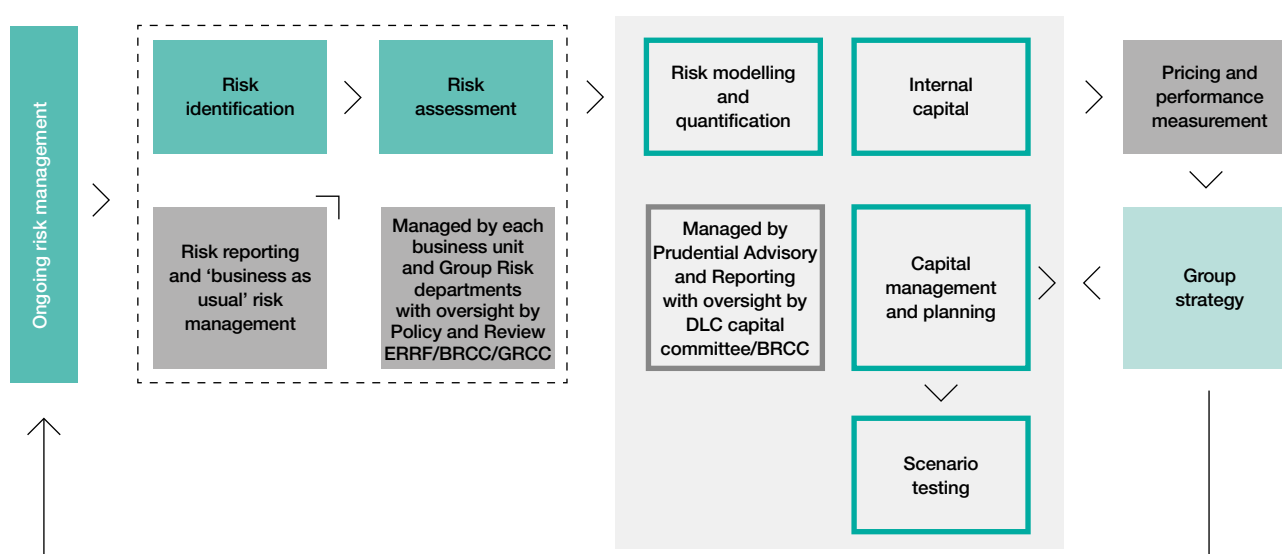 Ongoing risk management
Risk
identification
Risk
assessment
Risk reporting
and ‘business as
usual’ risk
management
Managed by each
business unit
and Group Risk
departments
with oversight by
Policy and Review
ERRF/BRCC/GRCC
Risk modelling
and
quantification
Internal
capital
Managed by
Prudential Advisory
and Reporting
with oversight by
DLC capital
committee/BRCC
Capital
management
and planning
Scenario
testing
Pricing and
performance
measurement
Group
strategy